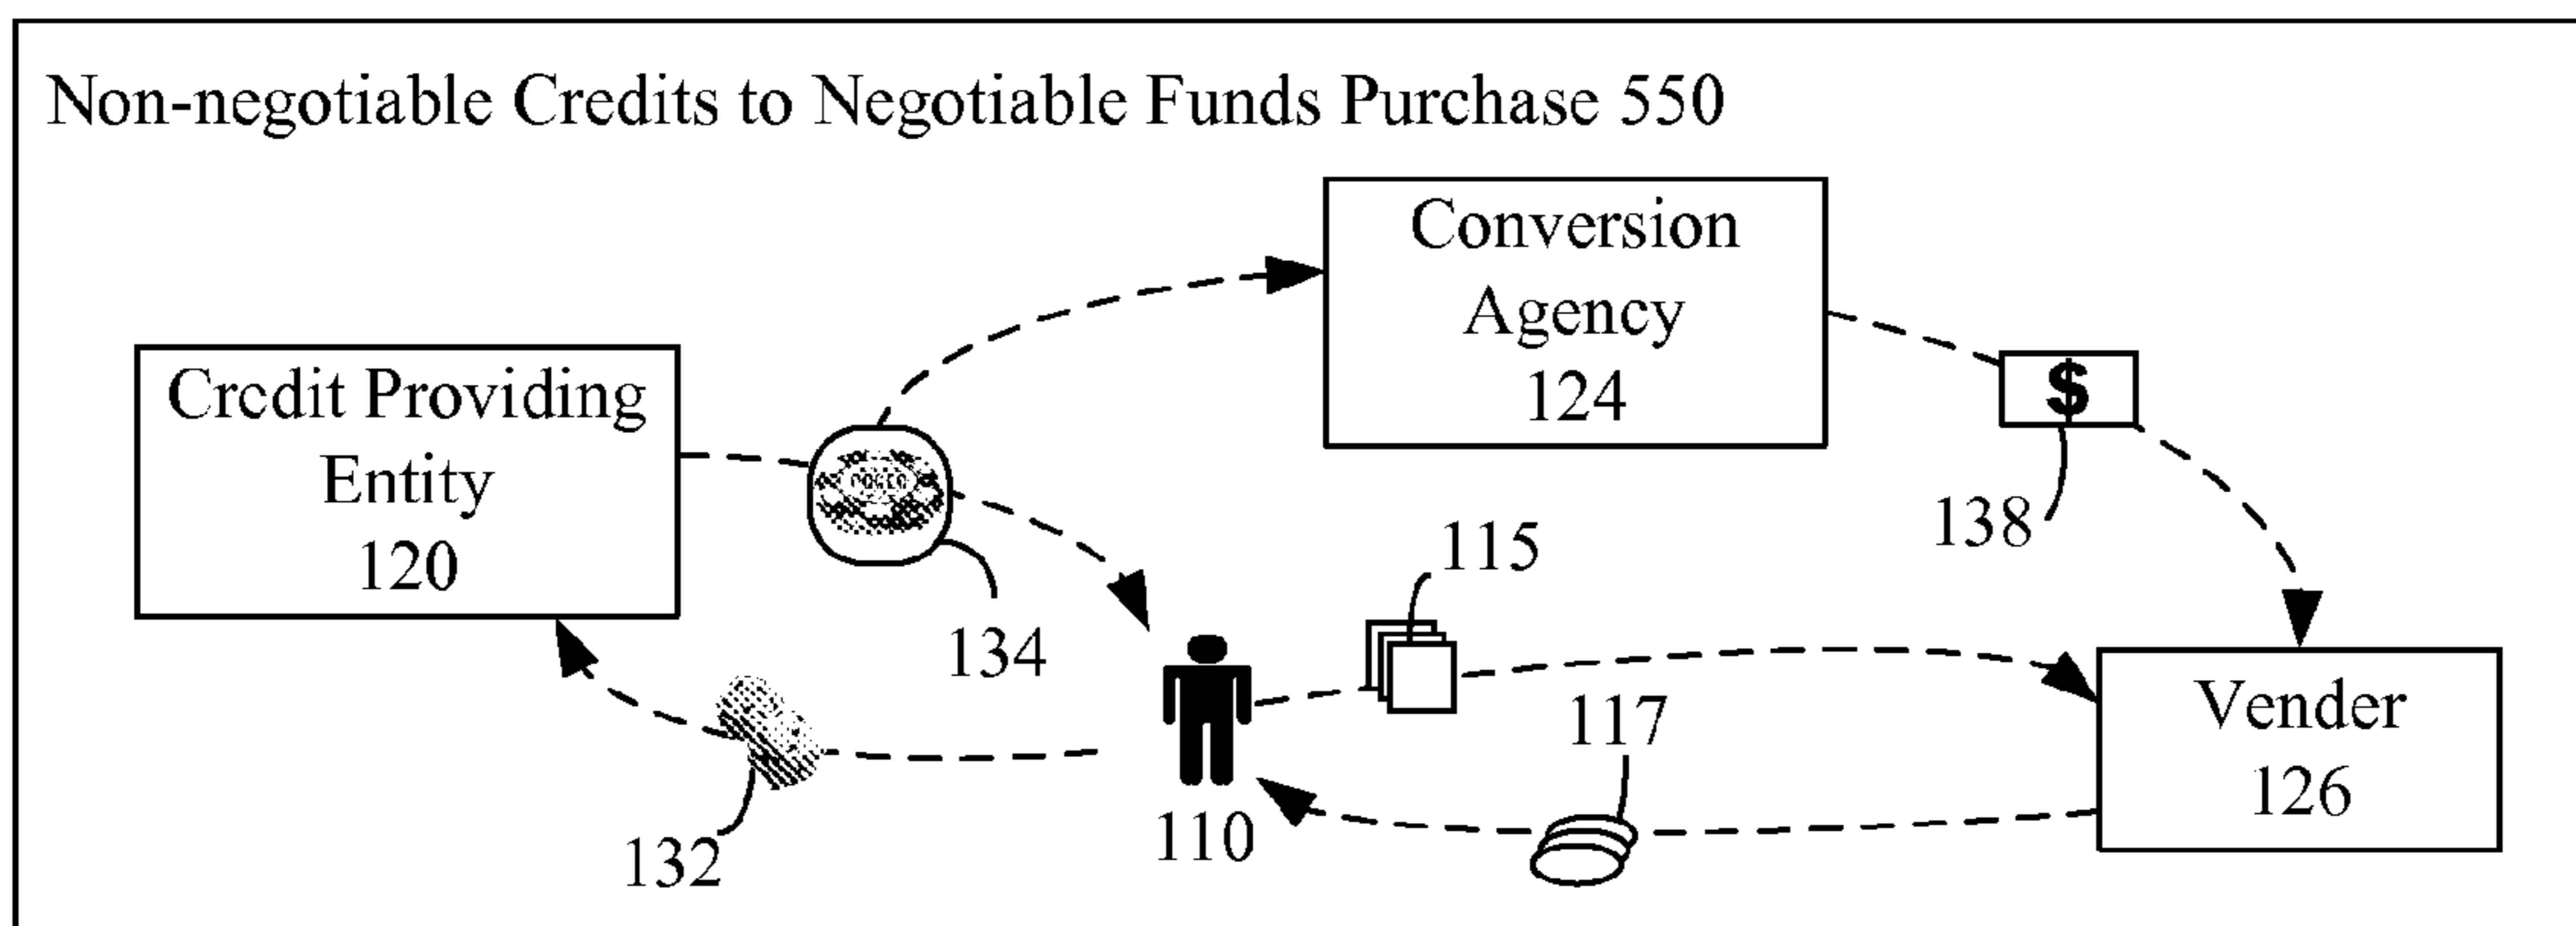 Non-negotiable Credits to Negotiable Funds Purchase 550
Conversion
Agency
124
Credit Providing
Entity
120
$
138
115
134
117
Vender
126
110
132